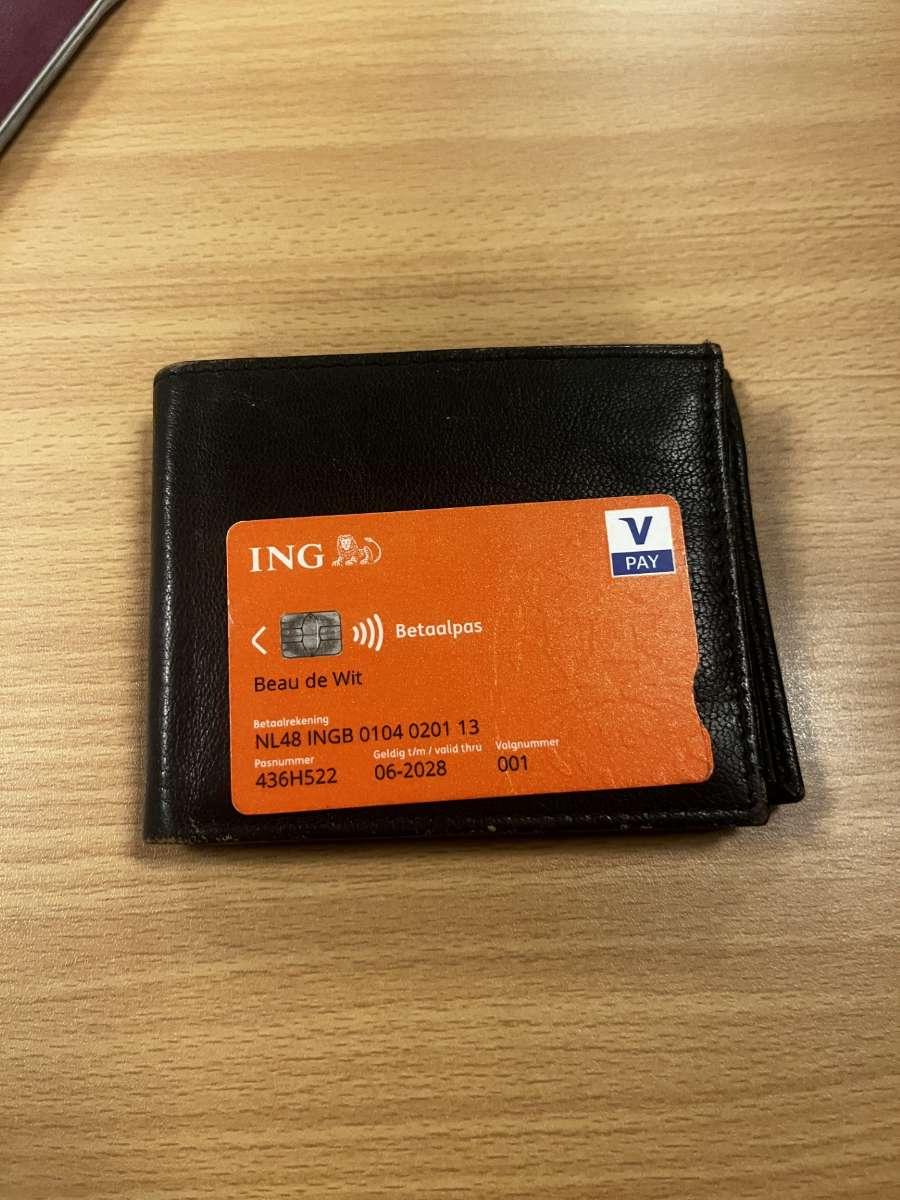 ING
V
PAY
Betaalpas
Beau de Wit
Betaalrekening
NL48 INGB 0104 0201 13
Pasnummer Geldig t/m / valid thru Volgnummer
436H522 06-2028 001